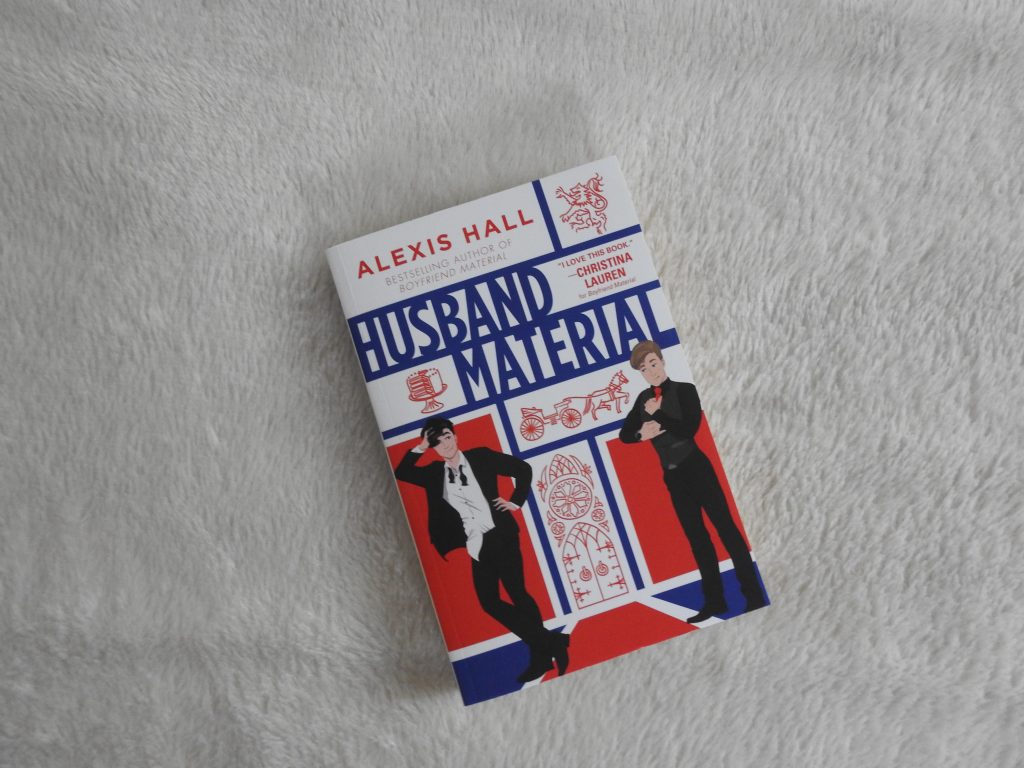 ALEXIS HALL
BESTSELLING AUTHOR OF
BOYFRIEND MATERIAL
"I LOVE THIS BOOK."
—CHRISTINA
LAUREN
for Boyfriend Material
HUSBAND
MATERIAL